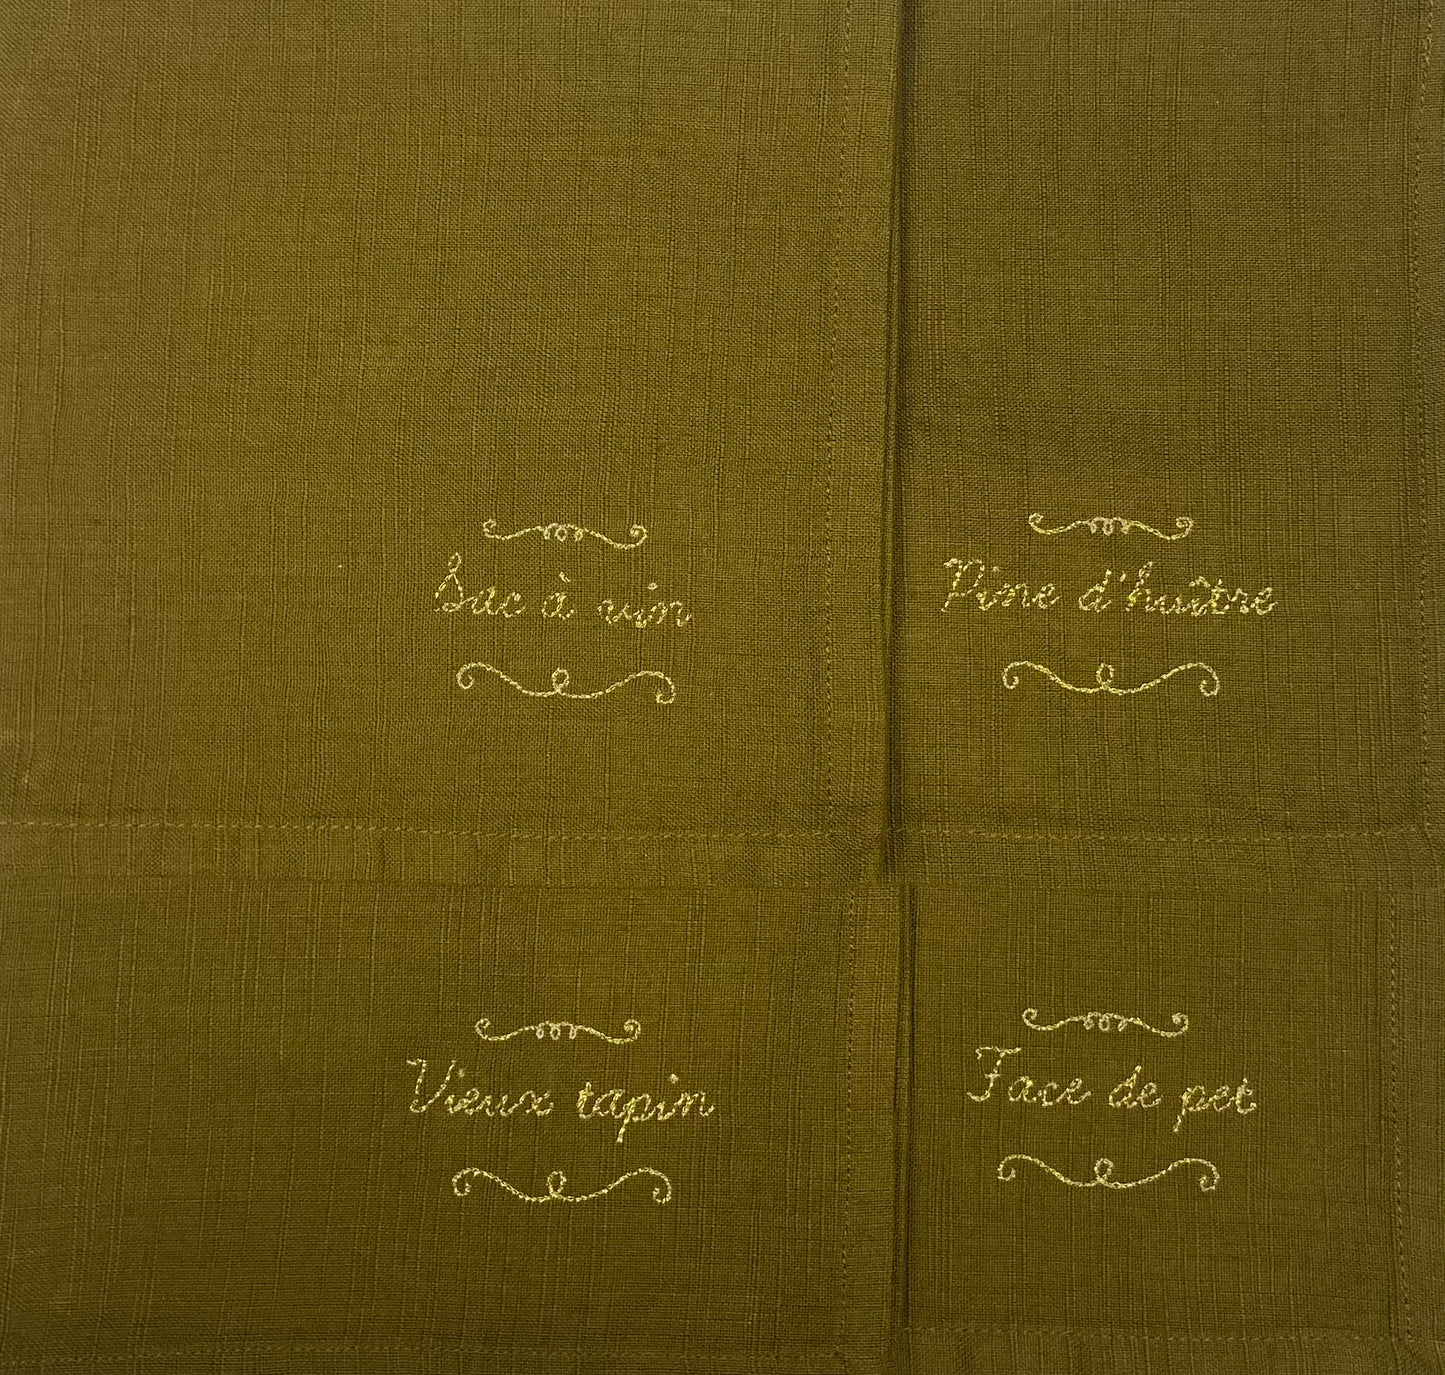 Sac à vin
Pine d'huître
Vieux tapin
Face de pet